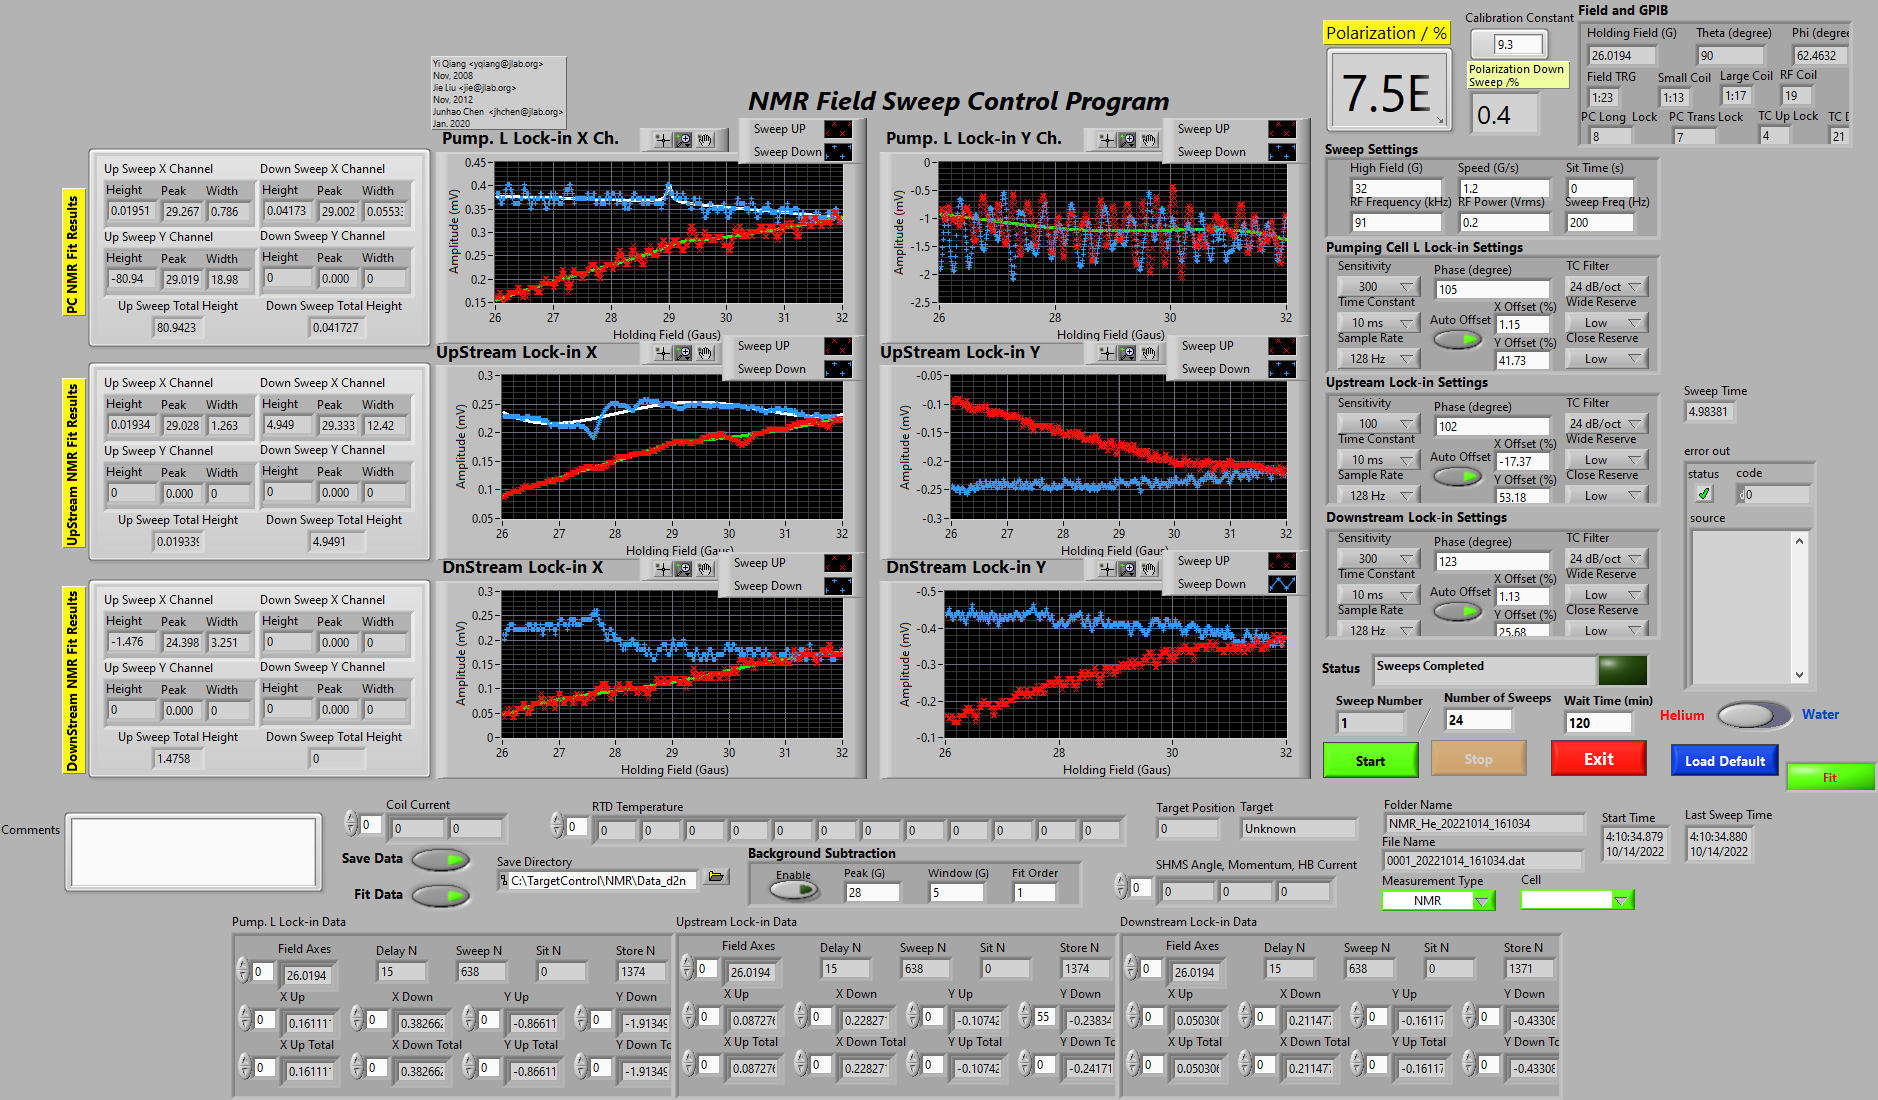 Yi Qiang <yqiang@jlab.org>
Nov, 2008
Jie Liu <jie@jlab.org>
Nov, 2012
Junhao Chen <jhchen@jlab.org>
Jan. 2020
NMR Field Sweep Control Program
Polarization / %
7.5E
Calibration Constant
9.3
Polarization Down
Sweep /%
0.4
Field and GPIB
Holding Field (G) Theta (degree) Phi (degree
26.0194 90 62.4632
Field TRG Small Coil Large Coil RF Coil
1:23 1:13 1:17 19
PC Long Lock PC Trans Lock TC Up Lock TC D
8 7 4 21
PC NMR Fit Results
Up Sweep X Channel Down Sweep X Channel
Height Peak Width Height Peak Width
0.01951 29.267 0.786 0.04173 29.002 0.0553
Up Sweep Y Channel Down Sweep Y Channel
Height Peak Width Height Peak Width
-80.94 29.019 18.98 0 0.000 0
Up Sweep Total Height Down Sweep Total Height
80.9423 0.041727
Pump. L Lock-in X Ch.
Sweep UP
Sweep Down
Amplitude (mV)
0.45
0.4
0.35
0.3
0.25
0.2
0.15
26 27 28 29 30 31 32
Holding Field (Gaus)
Pump. L Lock-in Y Ch.
Sweep UP
Sweep Down
Amplitude (mV)
0
-0.5
-1
-1.5
-2
-2.5
26 28 30 32
Holding Field (Gaus)
UpStream NMR Fit Results
Up Sweep X Channel Down Sweep X Channel
Height Peak Width Height Peak Width
0.01934 29.028 1.263 4.949 29.333 12.42
Up Sweep Y Channel Down Sweep Y Channel
Height Peak Width Height Peak Width
0 0.000 0 0 0.000 0
Up Sweep Total Height Down Sweep Total Height
0.019339 4.9491
UpStream Lock-in X
Sweep UP
Sweep Down
Amplitude (mV)
0.3
0.25
0.2
0.15
0.1
0.05
26 27 28 29 30 31 32
Holding Field (Gaus)
UpStream Lock-in Y
Sweep UP
Sweep Down
Amplitude (mV)
-0.05
-0.1
-0.15
-0.2
-0.25
-0.3
26 27 28 29 30 31 32
Holding Field (Gaus)
DownStream NMR Fit Results
Up Sweep X Channel Down Sweep X Channel
Height Peak Width Height Peak Width
-1.476 24.398 3.251 0 0.000 0
Up Sweep Y Channel Down Sweep Y Channel
Height Peak Width Height Peak Width
0 0.000 0 0 0.000 0
Up Sweep Total Height Down Sweep Total Height
1.4758 0
DnStream Lock-in X
Sweep UP
Sweep Down
Amplitude (mV)
0.3
0.25
0.2
0.15
0.1
0.05
0
26 27 28 29 30 31 32
Holding Field (Gaus)
DnStream Lock-in Y
Sweep UP
Sweep Down
Amplitude (mV)
-0.5
-0.4
-0.3
-0.2
-0.1
26 28 30 32
Holding Field (Gaus)
Sweep Settings
High Field (G) Speed (G/s) Sit Time (s)
32 1.2 0
RF Frequency (kHz) RF Power (Vrms) Sweep Freq (Hz)
91 0.2 200
Pumping Cell L Lock-in Settings
Sensitivity Phase (degree) TC Filter
300 105 24 dB/oct
Time Constant X Offset (%) Wide Reserve
10 ms Auto Offset 1.15 Low
Sample Rate Y Offset (%) Close Reserve
128 Hz 41.73 Low
Upstream Lock-in Settings
Sensitivity Phase (degree) TC Filter
100 102 24 dB/oct
Time Constant X Offset (%) Wide Reserve
10 ms Auto Offset -17.37 Low
Sample Rate Y Offset (%) Close Reserve
128 Hz 53.18 Low
Downstream Lock-in Settings
Sensitivity Phase (degree) TC Filter
300 123 24 dB/oct
Time Constant X Offset (%) Wide Reserve
10 ms Auto Offset 1.13 Low
Sample Rate Y Offset (%) Close Reserve
128 Hz 25.68 Low
Sweep Time
4.98381
error out
status code
0
source
Status Sweeps Completed
Sweep Number Number of Sweeps Wait Time (min)
1 / 24 120
Helium Water
Start Stop Exit Load Default Fit
Comments
Coil Current
0 0 0
Save Data
Fit Data
RTD Temperature
0 0 0 0 0 0 0 0 0 0 0 0 0
Save Directory
C:\TargetControl\NMR\Data_d2n
Background Subtraction
Enable Peak (G) Window (G) Fit Order
28 5 1
Target Position Target
0 Unknown
SHMS Angle, Momentum, HB Current
0 0 0 0
Folder Name
NMR_He_20221014_161034
File Name
0001_20221014_161034.dat
Measurement Type Cell
NMR
Start Time
4:10:34.879
10/14/2022
Last Sweep Time
4:10:34.880
10/14/2022
Pump. L Lock-in Data
Field Axes Delay N Sweep N Sit N Store N
0 26.0194 15 638 0 1374
X Up X Down Y Up Y Down
0 0.16111 0 0.382662 0 -0.86611 0 -1.91349
X Up Total X Down Total Y Up Total Y Down To
0 0.16111 0 0.382662 0 -0.86611 0 -1.91349
Upstream Lock-in Data
Field Axes Delay N Sweep N Sit N Store N
0 26.0194 15 638 0 1374
X Up X Down Y Up Y Down
0 0.087276 0 0.22827 0 -0.10742 55 -0.23834
X Up Total X Down Total Y Up Total Y Down To
0 0.087276 0 0.22827 0 -0.10742 0 -0.24171
Downstream Lock-in Data
Field Axes Delay N Sweep N Sit N Store N
0 26.0194 15 638 0 1371
X Up X Down Y Up Y Down
0 0.050306 0 0.211477 0 -0.16117 0 -0.43308
X Up Total X Down Total Y Up Total Y Down To
0 0.050306 0 0.211477 0 -0.16117 0 -0.43308